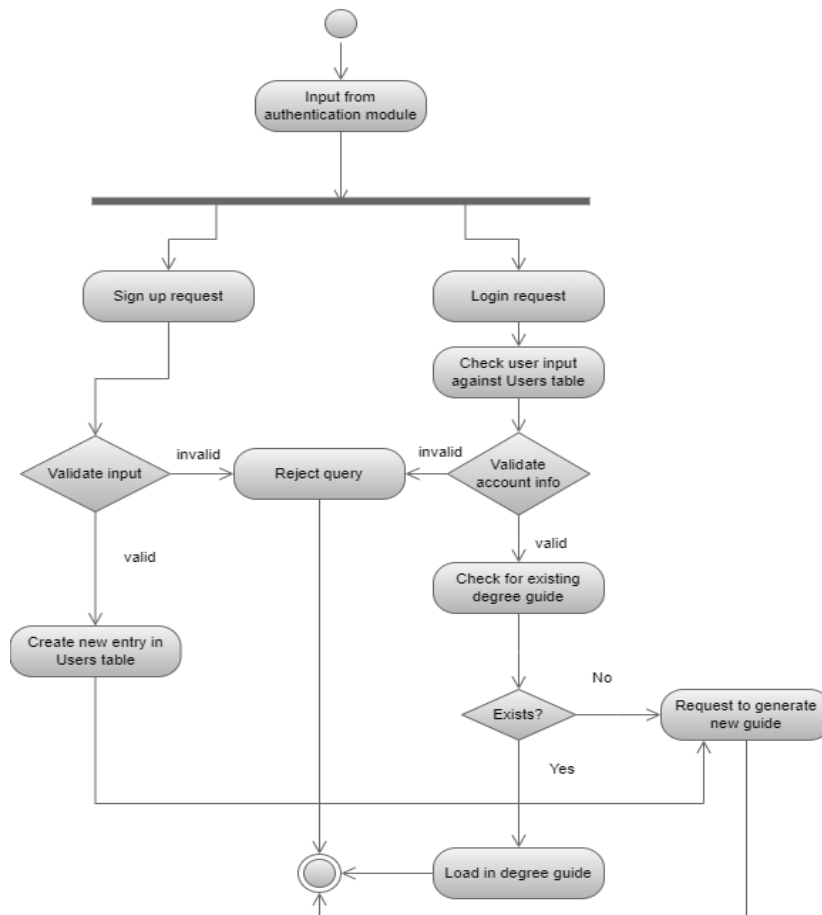 Input from
authentication module
Sign up request
Login request
Check user input
against Users table
Validate input
invalid
Reject query
invalid
Validate
account info
valid
valid
Check for existing
degree guide
Create new entry in
Users table
No
Exists?
Request to generate
new guide
Yes
Load in degree guide